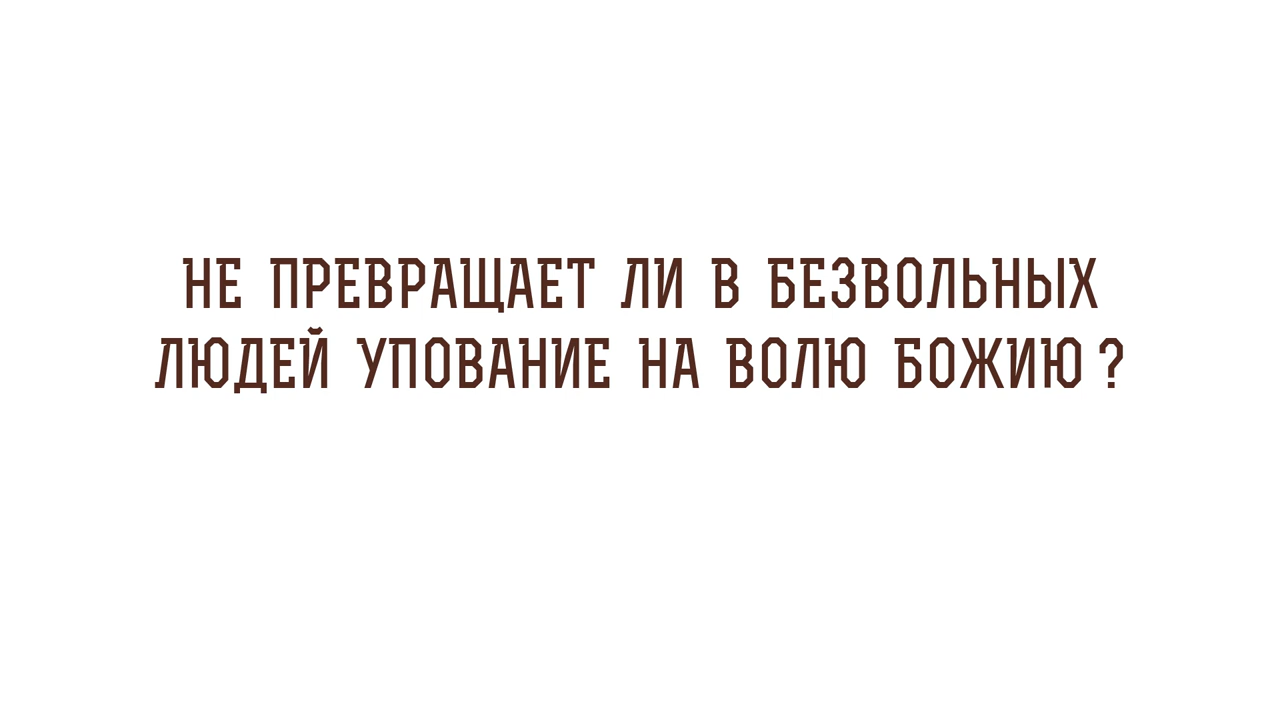 НЕ ПРЕВРАЩАЕТ ЛИ В БЕЗВОЛЬНЫХ
ЛЮДЕЙ УПОВАНИЕ НА ВОЛЮ БОЖИЮ ?